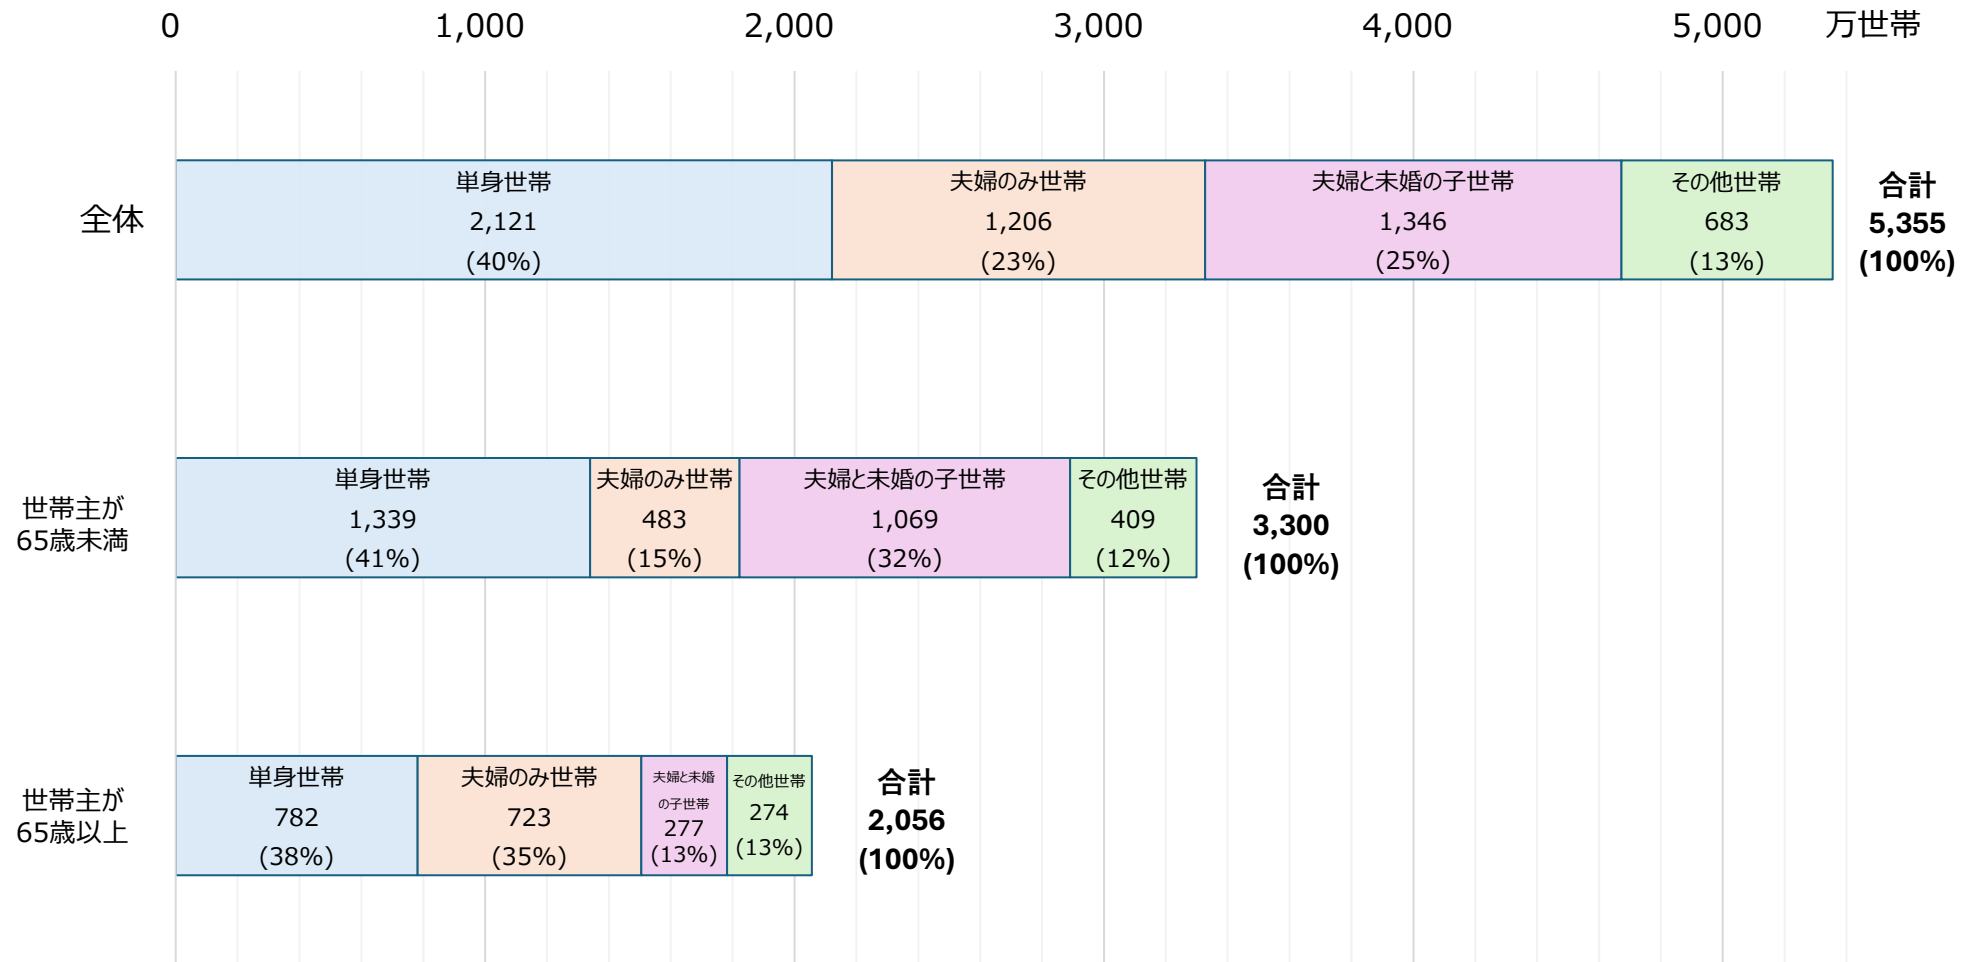 0 1,000 2,000 3,000 4,000 5,000 万世帯
全体
単身世帯
2,121
(40%)
夫婦のみ世帯
1,206
(23%)
夫婦と未婚の子世帯
1,346
(25%)
その他世帯
683
(13%)
合計
5,355
(100%)
世帯主が
65歳未満
単身世帯
1,339
(41%)
夫婦のみ世帯
483
(15%)
夫婦と未婚の子世帯
1,069
(32%)
その他世帯
409
(12%)
合計
3,300
(100%)
世帯主が
65歳以上
単身世帯
782
(38%)
夫婦のみ世帯
723
(35%)
夫婦と未婚
の子世帯
277
(13%)
その他世帯
274
(13%)
合計
2,056
(100%)